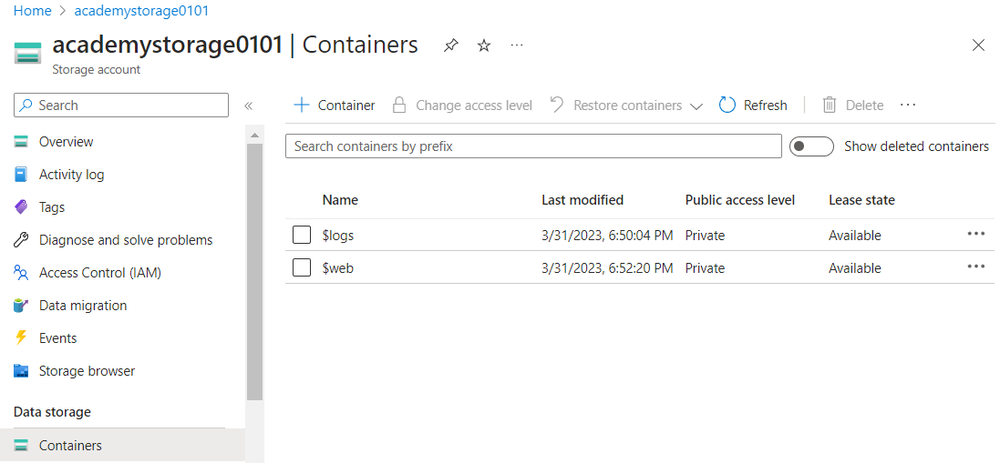 Home > academystorage0101
academystorage0101 | Containers
Storage account
Search
Container Change access level Restore containers Refresh Delete
Search containers by prefix Show deleted containers
Overview
Activity log
Tags
Diagnose and solve problems
Access Control (IAM)
Data migration
Events
Storage browser
Data storage
Containers
Name Last modified Public access level Lease state
$logs 3/31/2023, 6:50:04 PM Private Available
$web 3/31/2023, 6:52:20 PM Private Available